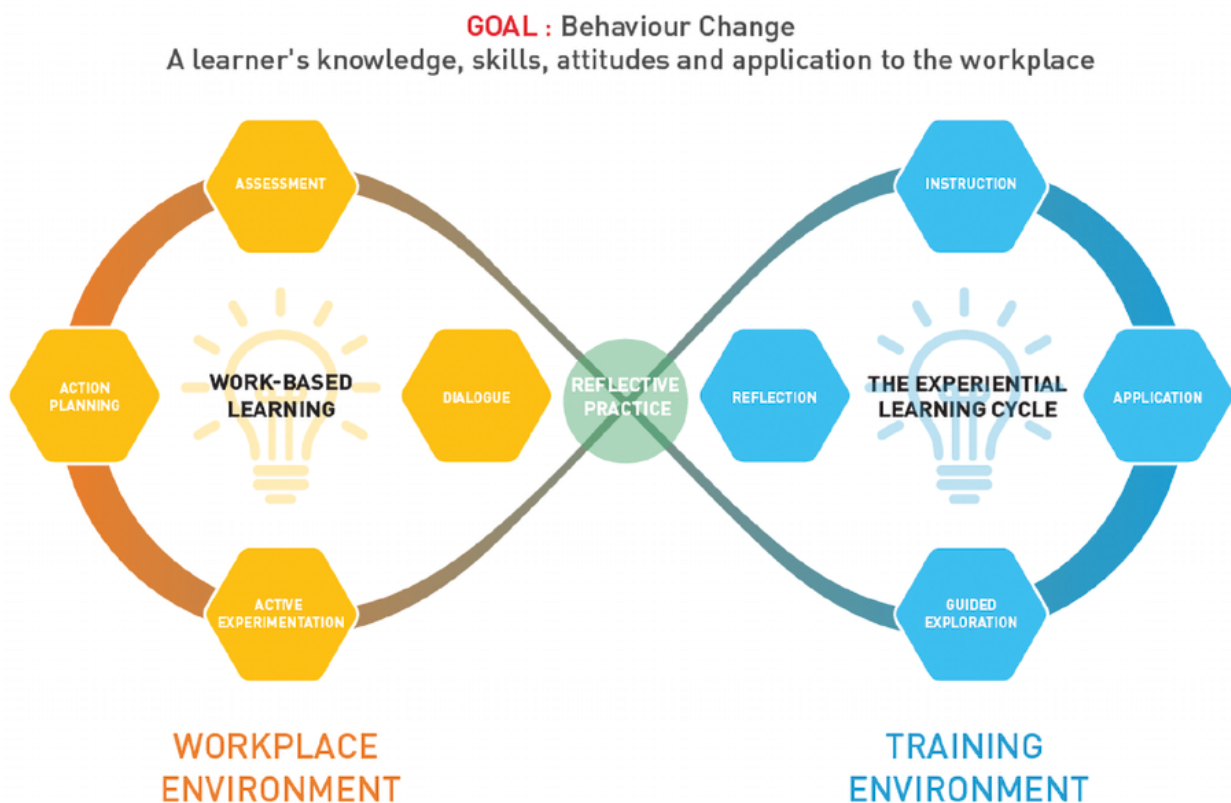 GOAL : Behaviour Change
A learner's knowledge, skills, attitudes and application to the workplace
ASSESSMENT
ACTION
PLANNING
WORK-BASED
LEARNING
DIALOGUE
ACTIVE
EXPERIMENTATION
REFLECTIVE
PRACTICE
INSTRUCTION
REFLECTION
THE EXPERIENTIAL
LEARNING CYCLE
APPLICATION
GUIDED
EXPLORATION
WORKPLACE
ENVIRONMENT
TRAINING
ENVIRONMENT